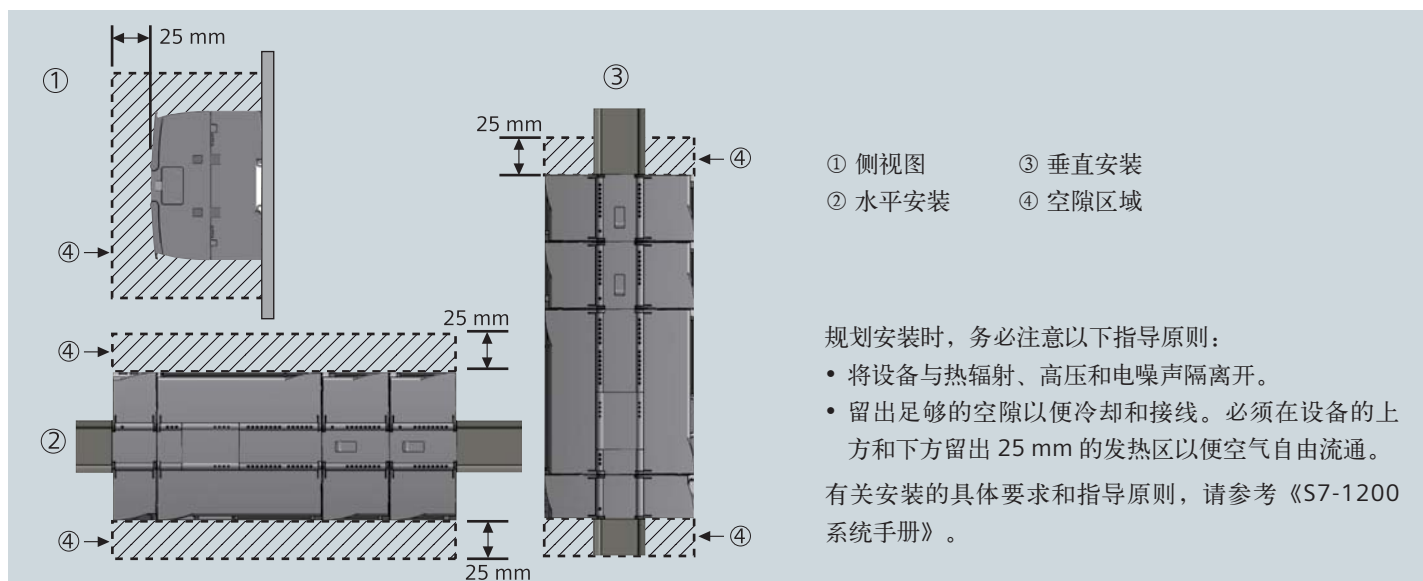 25 mm
①
③
25 mm
④
④
① 侧视图 ③ 垂直安装
② 水平安装 ④ 空隙区域
25 mm
④
②
④
25 mm
④
规划安装时，务必注意以下指导原则：
• 将设备与热辐射、高压和电噪声隔离开。
• 留出足够的空隙以便冷却和接线。必须在设备的上
方和下方留出 25 mm 的发热区以便空气自由流通。
有关安装的具体要求和指导原则，请参考《S7-1200
系统手册》。